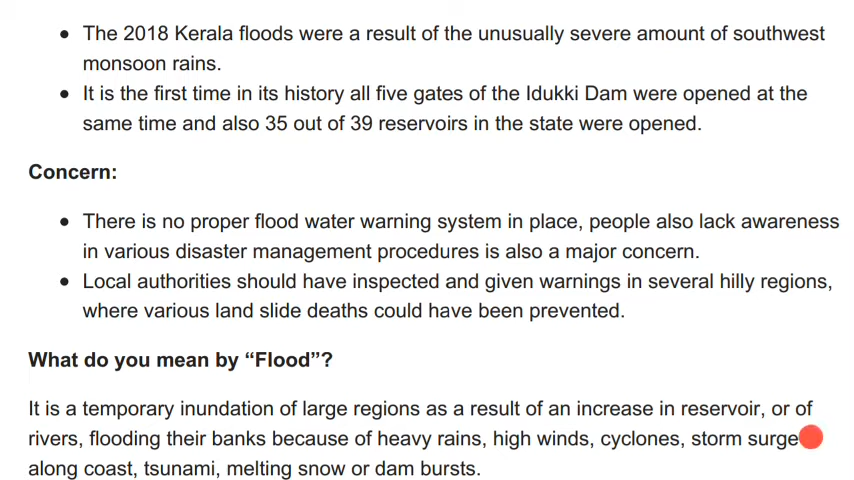 ● The 2018 Kerala floods were a result of the unusually severe amount of southwest
monsoon rains.
● It is the first time in its history all five gates of the Idukki Dam were opened at the
same time and also 35 out of 39 reservoirs in the state were opened.
Concern:
● There is no proper flood water warning system in place, people also lack awareness
in various disaster management procedures is also a major concern.
● Local authorities should have inspected and given warnings in several hilly regions,
where various land slide deaths could have been prevented.
What do you mean by “Flood”?
It is a temporary inundation of large regions as a result of an increase in reservoir, or of
rivers, flooding their banks because of heavy rains, high winds, cyclones, storm surge
along coast, tsunami, melting snow or dam bursts.